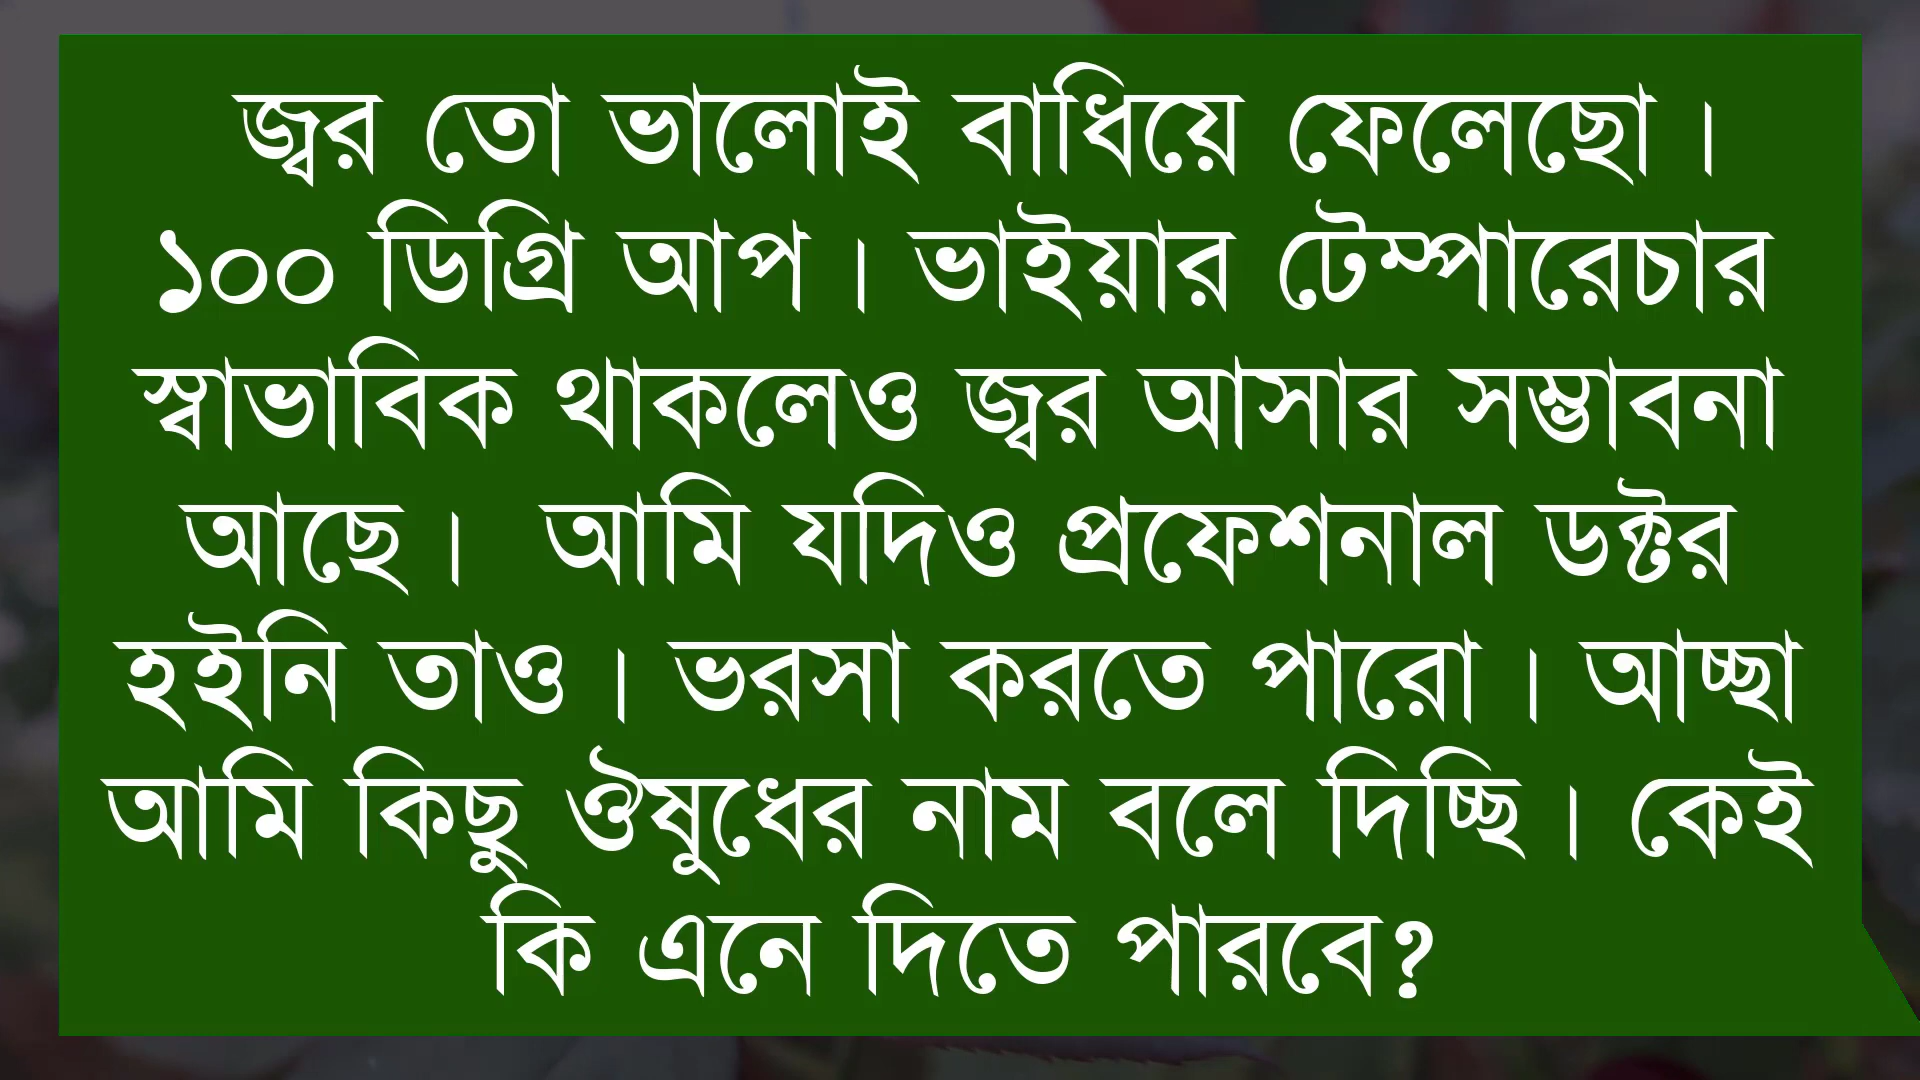 জ্বর তো ভালোই বাধিয়ে ফেলেছো।
১০০ ডিগ্রি আপ। ভাইয়ার টেম্পারেচার
স্বাভাবিক থাকলেও জ্বর আসার সম্ভাবনা
আছে। আমি যদিও প্রফেশনাল ডক্টর
হইনি তাও। ভরসা করতে পারো। আচ্ছা
আমি কিছু ঔষুধের নাম বলে দিচ্ছি। কেই
কি এনে দিতে পারবে?